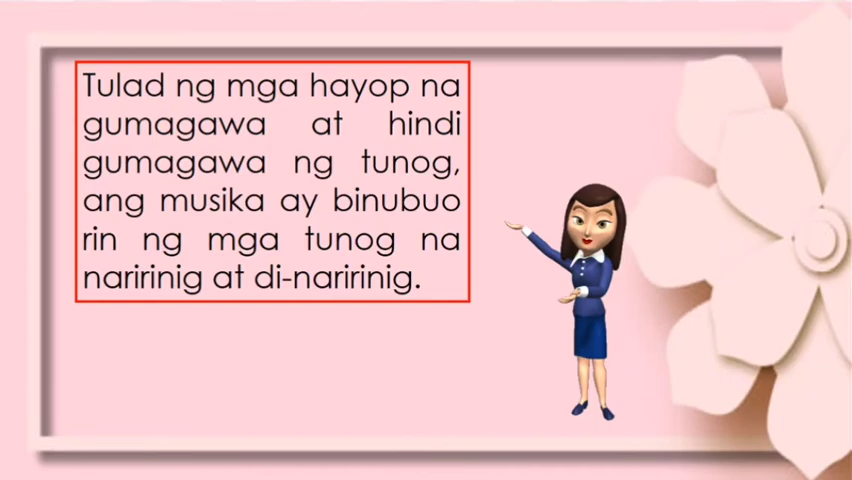 Tulad ng mga hayop na
gumagawa at hindi
gumagawa ng tunog,
ang musika ay binubuo
rin ng mga tunog na
naririnig at di-naririnig.